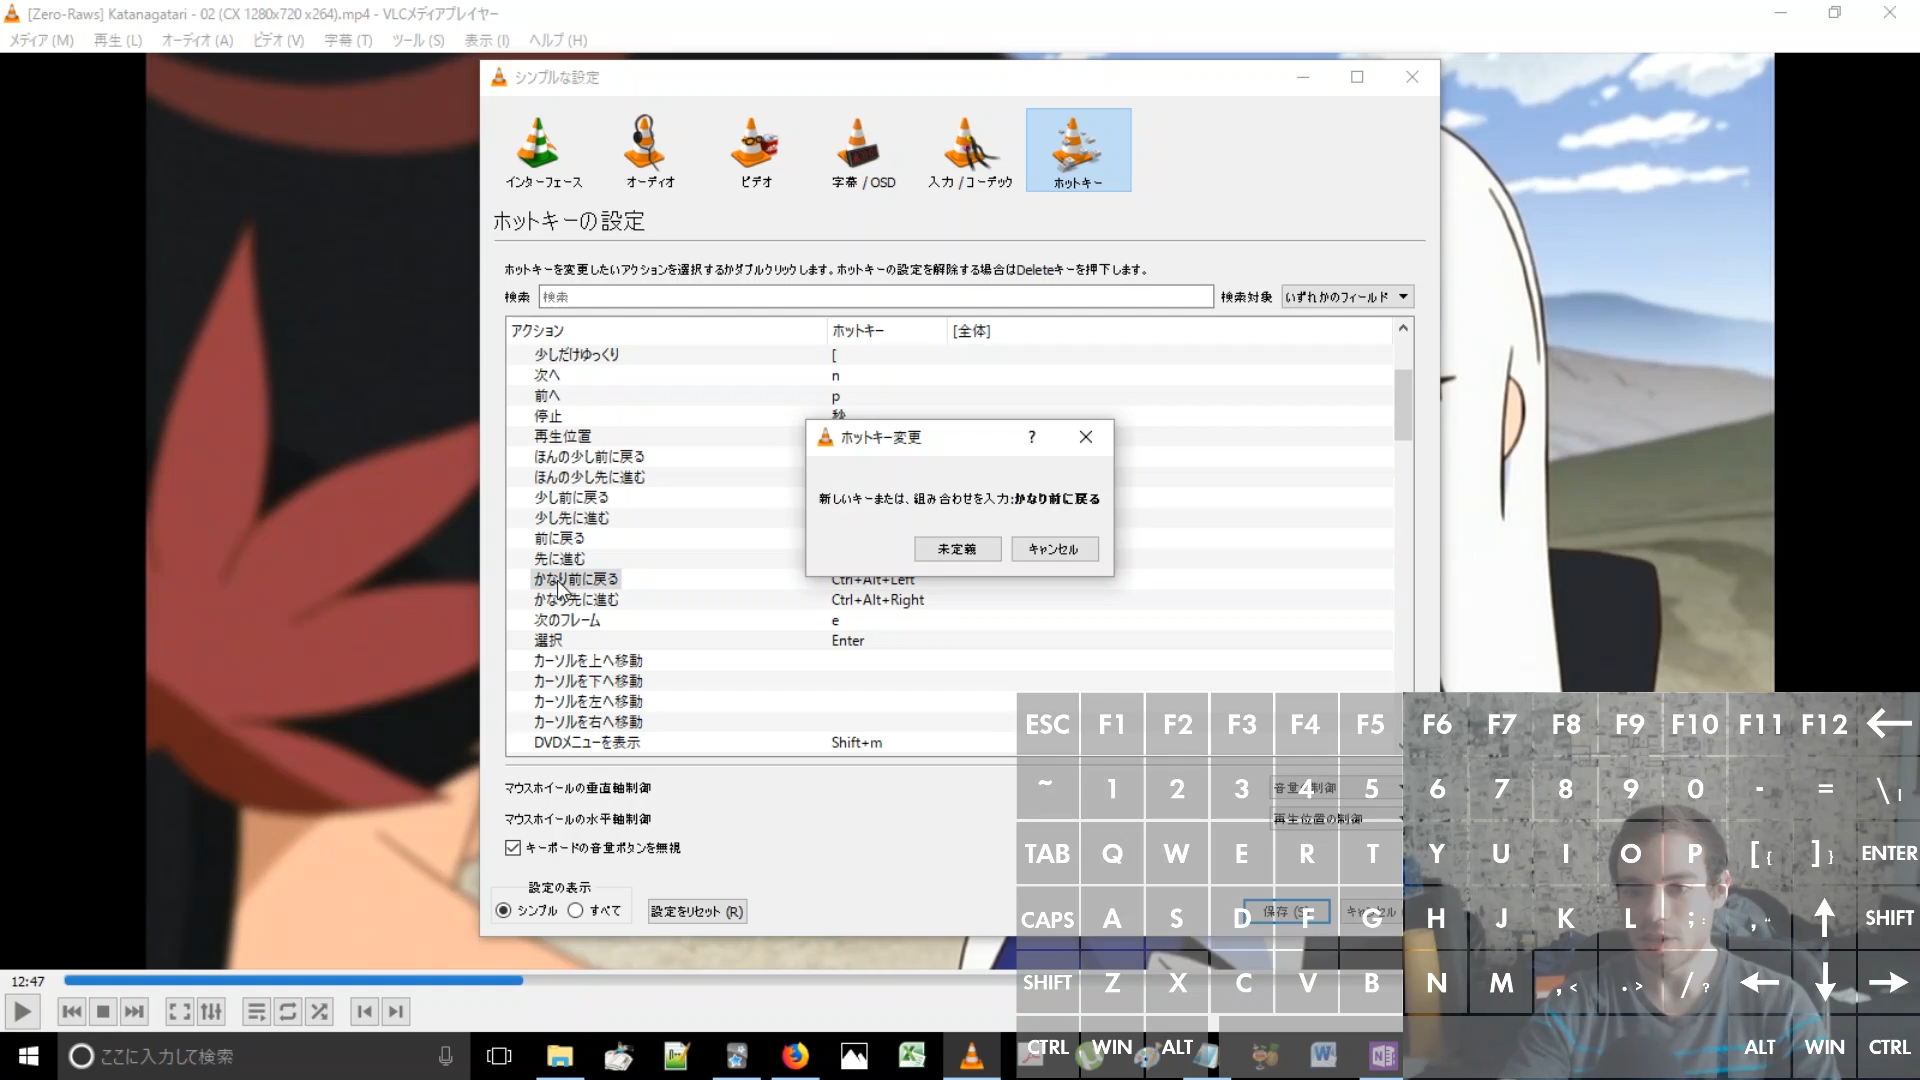 [Zero-Raws] Katanagatari - 02 (CX 1280x720 x264).mp4 - VLCメディアプレイヤー
メディア (M) 再生 (L) オーディオ (A) ビデオ (V) 字幕 (T) ツール (S) 表示 (I) ヘルプ (H)
シンプルな設定
インターフェース オーディオ ビデオ 字幕 / OSD 入力 / コーデック ホットキー
ホットキーの設定
ホットキーを変更したいアクションを選択するかダブルクリックします。ホットキーの設定を解除する場合はDeleteキーを押下します。
検索 検索 検索対象 いずれかのフィールド
アクション ホットキー [全体]
少しだけゆっくり [
次へ n
前へ p
停止
再生位置
ほんの少し前に戻る
ほんの少し先に進む
少し前に戻る
少し先に進む
前に戻る
先に進む
かなり前に戻る Ctrl+Alt+Left
かなり先に進む Ctrl+Alt+Right
次のフレーム e
選択 Enter
カーソルを上へ移動
カーソルを下へ移動
カーソルを左へ移動
カーソルを右へ移動
DVDメニューを表示 Shift+m
ホットキー変更 ?
新しいキーまたは、組み合わせを入力:かなり前に戻る
未定義 キャンセル
マウスホイールの垂直軸制御
マウスホイールの水平軸制御 再生位置の制御
キーボードの音量ボタンを無視
設定の表示
シンプル すべて 設定をリセット (R) 保存
ESC F1 F2 F3 F4 F5 F6 F7 F8 F9 F10 F11 F12 ←
~ 1 2 3 4 5 6 7 8 9 0 - = \ |
TAB Q W E R T Y U I O P [ { ] } ENTER
CAPS A S D F G H J K L ; : , " ↑ SHIFT
SHIFT Z X C V B N M , < . > / ? ← ↓ →
CTRL WIN ALT ALT WIN CTRL
12:47
ここに入力して検索